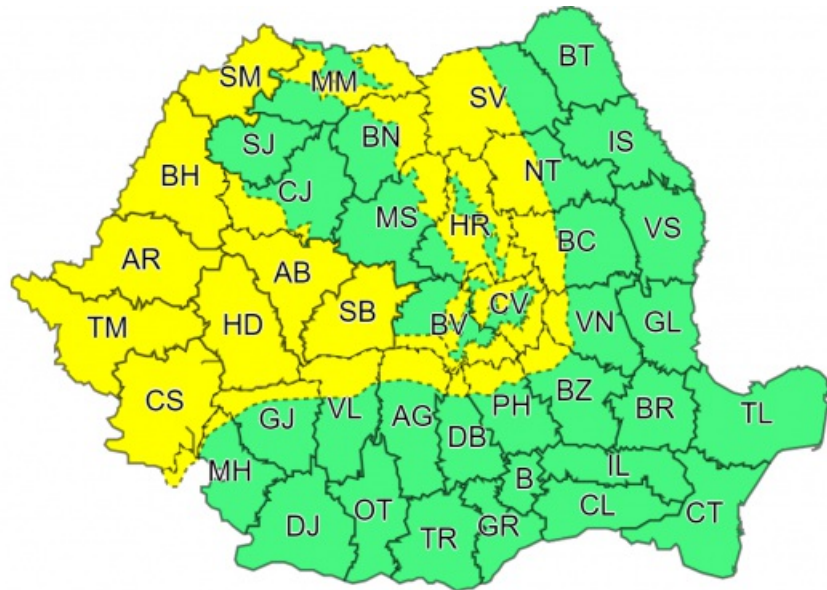 BT
SM
MM
SV
SJ
BN
IS
BH
CJ
NT
MS
HR
BC
VS
AR
AB
TM
HD
SB
BV
CV
VN
GL
CS
GJ
VL
AG
PH
BZ
BR
TL
DB
MH
B
IL
DJ
OT
TR
GR
CL
CT